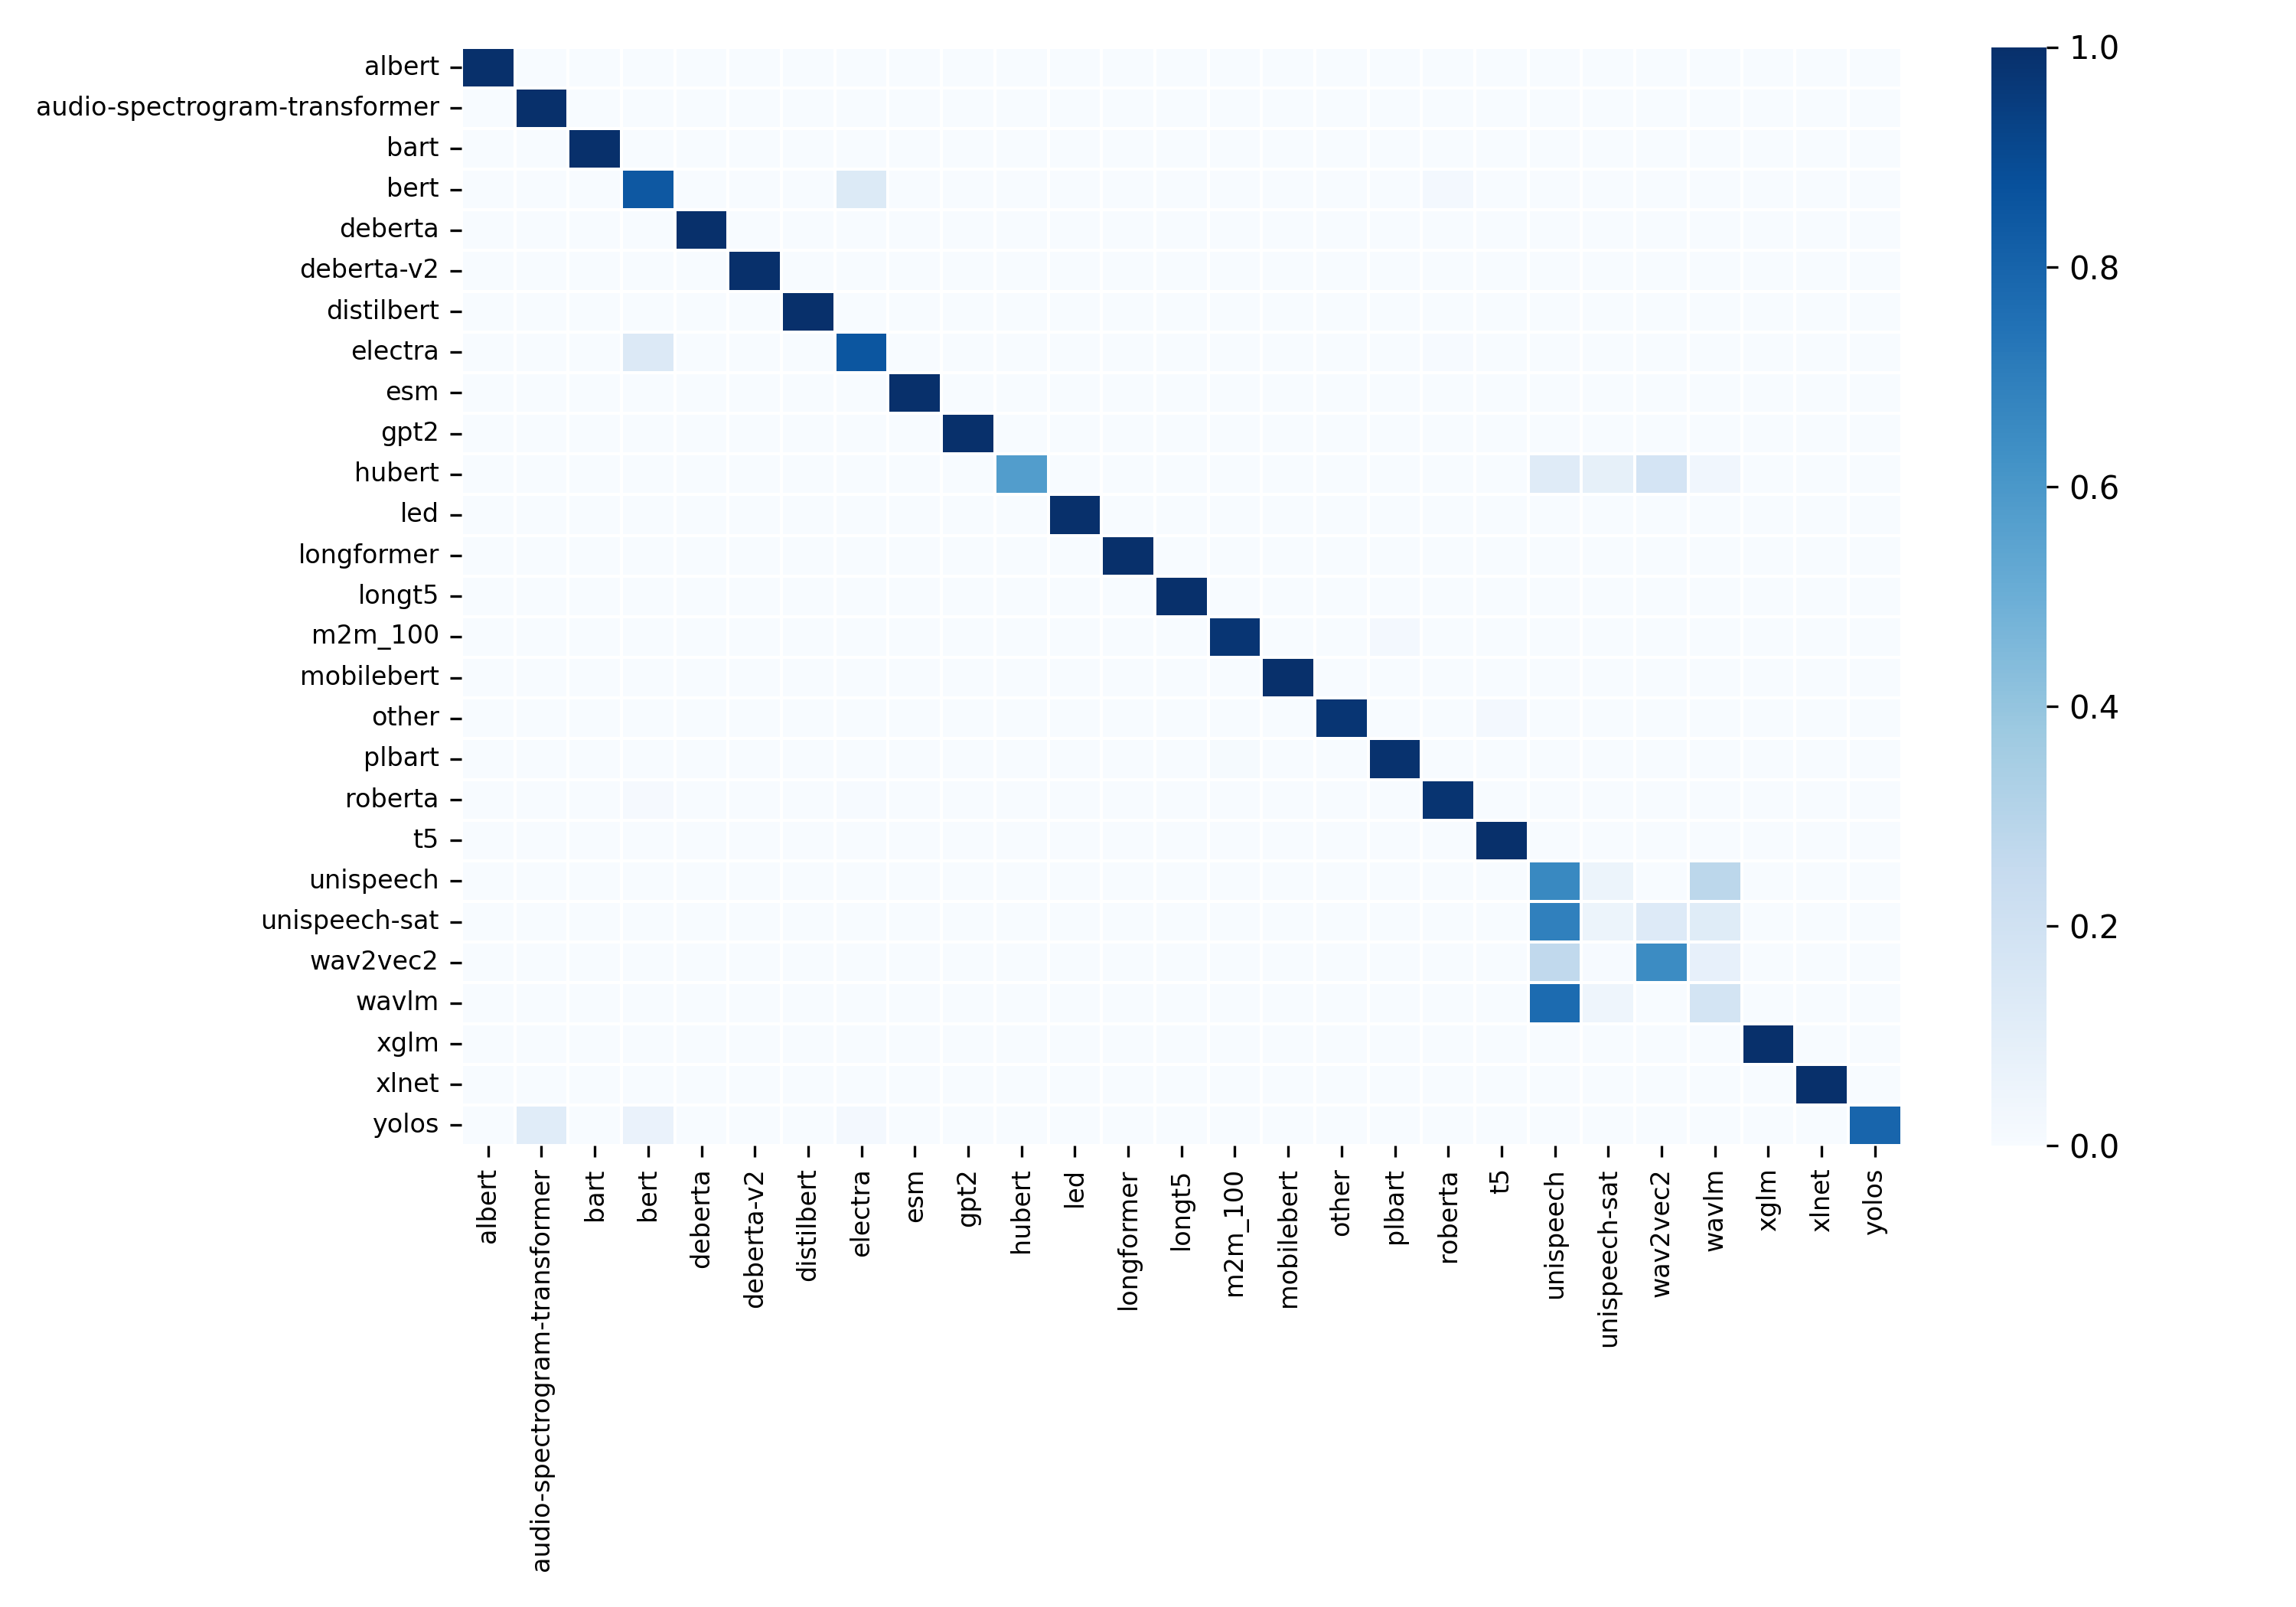 albert
audio-spectrogram-transformer
bart
bert
deberta
deberta-v2
distilbert
electra
esm
gpt2
hubert
led
longformer
longt5
m2m_100
mobilebert
other
plbart
roberta
t5
unispeech
unispeech-sat
wav2vec2
wavlm
xglm
xlnet
yolos
albert
audio-spectrogram-transformer
bart
bert
deberta
deberta-v2
distilbert
electra
esm
gpt2
hubert
led
longformer
longt5
m2m_100
mobilebert
other
plbart
roberta
t5
unispeech
unispeech-sat
wav2vec2
wavlm
xglm
xlnet
yolos
1.0
0.8
0.6
0.4
0.2
0.0